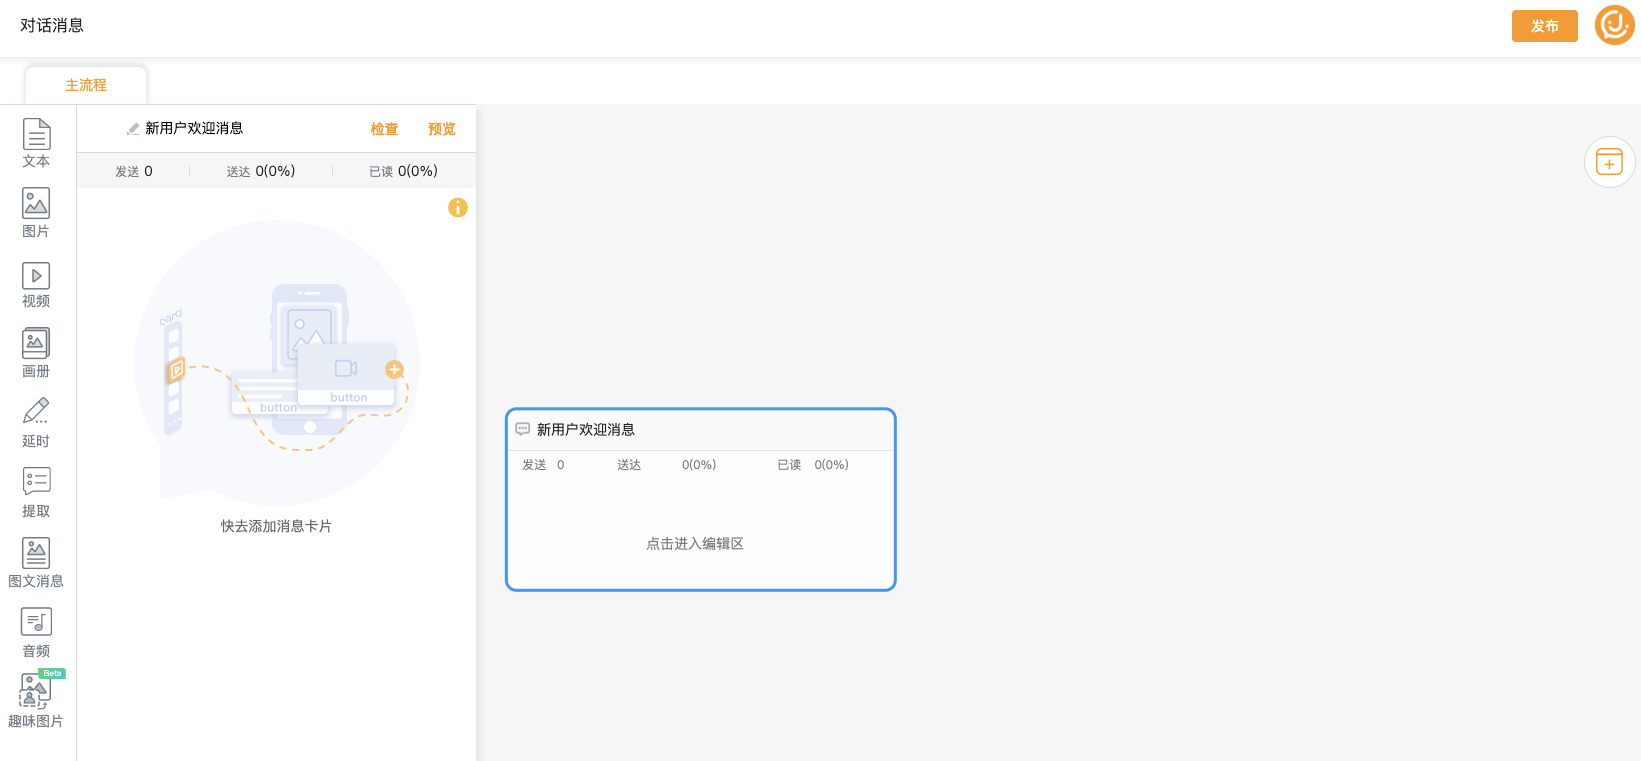 对话消息
发布
主流程
新用户欢迎消息
检查
预览
发送 0
送达 0(0%)
已读 0(0%)
文本
图片
视频
画册
延时
提取
图文消息
音频
Beta
趣味图片
card
button
button
快去添加消息卡片
新用户欢迎消息
发送 0 送达 0(0%) 已读 0(0%)
点击进入编辑区